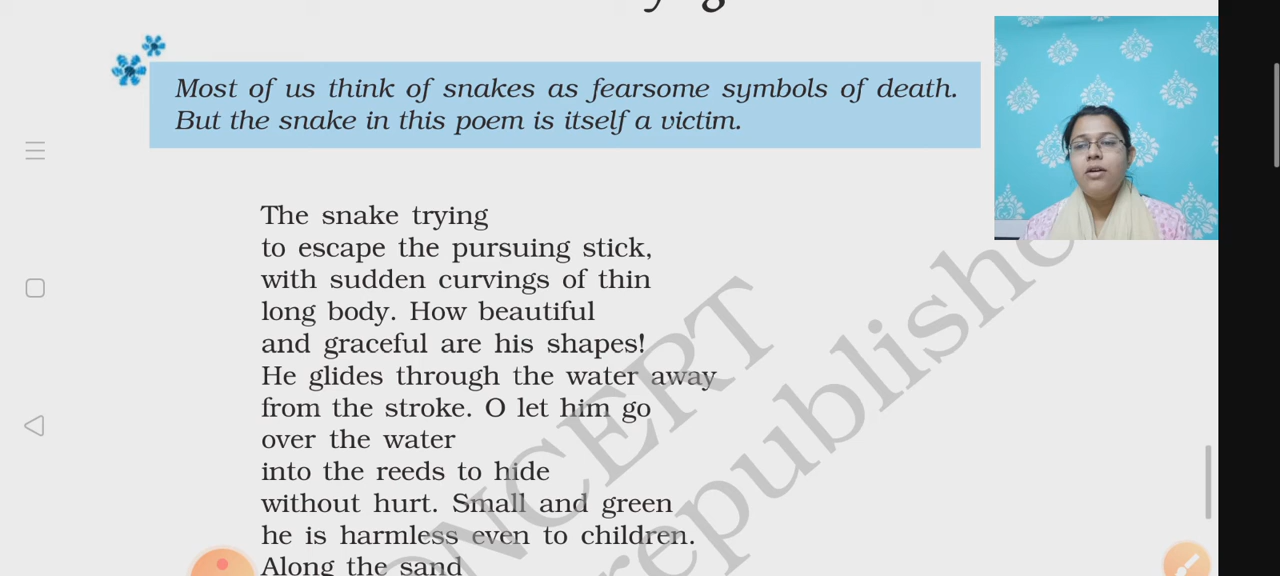 Most of us think of snakes as fearsome symbols of death.
But the snake in this poem is itself a victim.
The snake trying
to escape the pursuing stick,
with sudden curvings of thin
long body. How beautiful
and graceful are his shapes!
He glides through the water away
from the stroke. O let him go
over the water
into the reeds to hide
without hurt. Small and green
he is harmless even to children.
Along the sand
NCERT
republishe